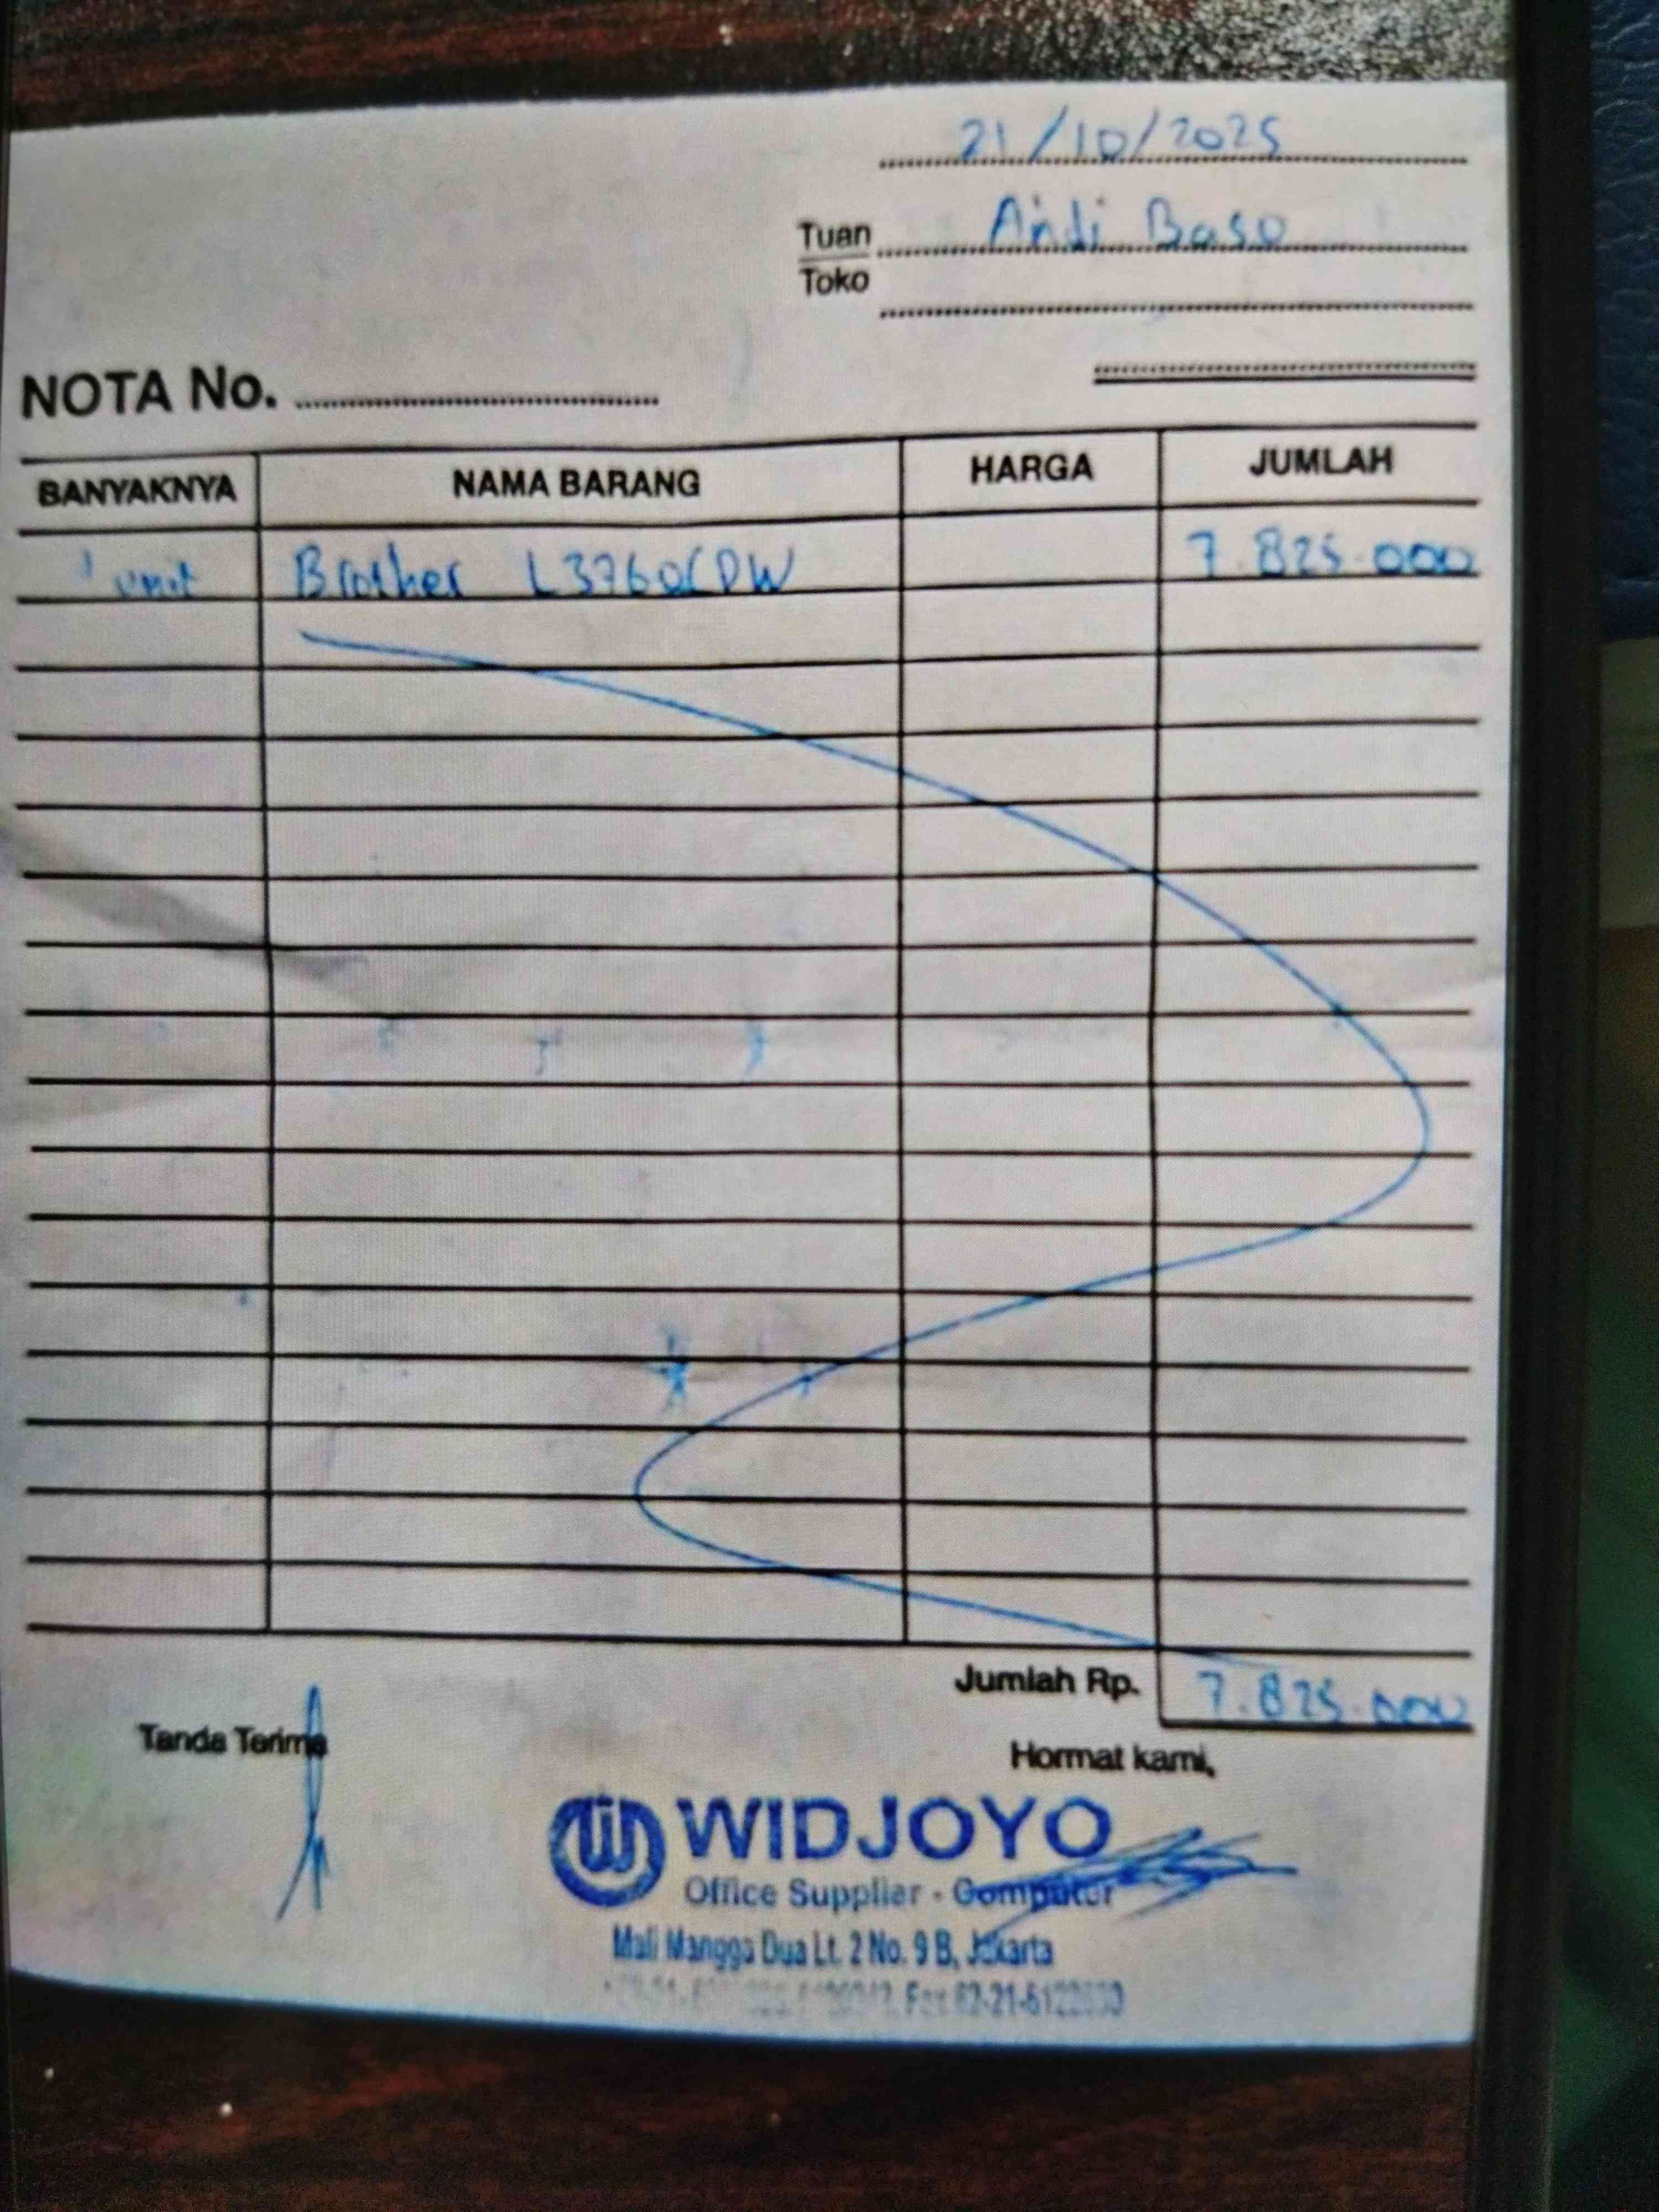 21/10/2025
Tuan Andi Baso
Toko
NOTA No.
BANYAKNYA NAMA BARANG HARGA JUMLAH
1 unit Brother L3760CDW 7.825.000
Jumlah Rp. 7.825.000
Tanda Terima
Hormat kami,
WIDJOYO
Office Supplier - Computer
Mall Mangga Dua Lt. 2 No. 9 B, Jakarta
Fax